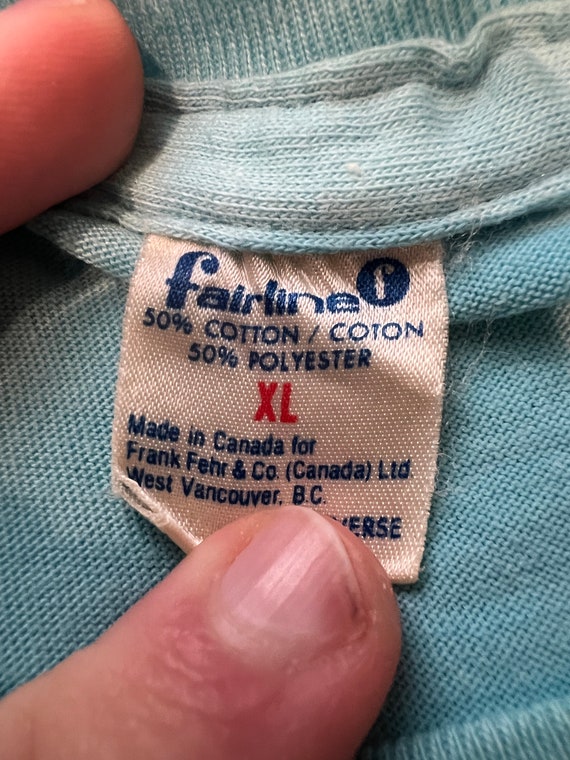 fairline f
50% COTTON / COTON
50% POLYESTER
XL
Made in Canada for
Frank Fehr & Co. (Canada) Ltd
West Vancouver, B.C.